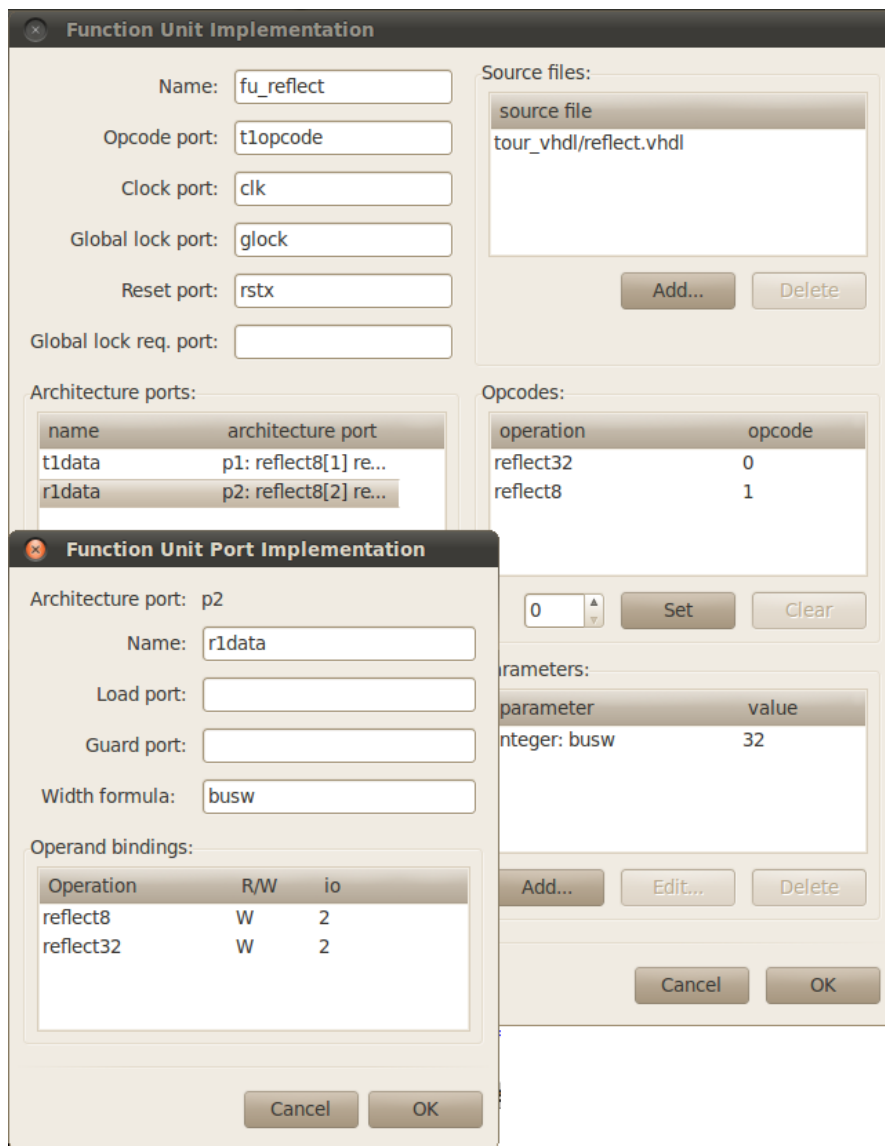 Function Unit Implementation
Name: fu_reflect
Opcode port: t1opcode
Clock port: clk
Global lock port: glock
Reset port: rstx
Global lock req. port:
Source files:
source file
tour_vhdl/reflect.vhdl
Add... Delete
Architecture ports:
name architecture port
t1data p1: reflect8[1] re...
r1data p2: reflect8[2] re...
Opcodes:
operation opcode
reflect32 0
reflect8 1
0 Set Clear
rameters:
parameter value
nteger: busw 32
Add... Edit... Delete
Cancel OK
Function Unit Port Implementation
Architecture port: p2
Name: r1data
Load port:
Guard port:
Width formula: busw
Operand bindings:
Operation R/W io
reflect8 W 2
reflect32 W 2
Cancel OK